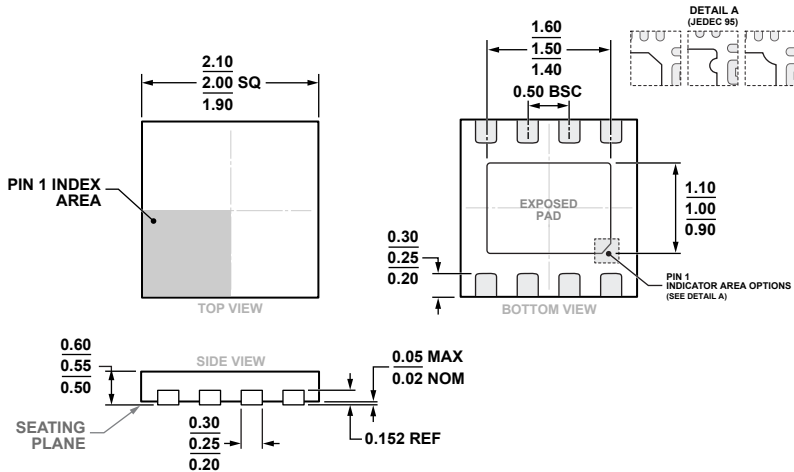 2.10
2.00 SQ
1.90
PIN 1 INDEX
AREA
TOP VIEW
1.60
1.50
1.40
0.50 BSC
DETAIL A
(JEDEC 95)
EXPOSED
PAD
1.10
1.00
0.90
0.30
0.25
0.20
PIN 1
INDICATOR AREA OPTIONS
(SEE DETAIL A)
BOTTOM VIEW
0.60
0.55
0.50
SIDE VIEW
0.05 MAX
0.02 NOM
SEATING
PLANE
0.30
0.25
0.20
0.152 REF